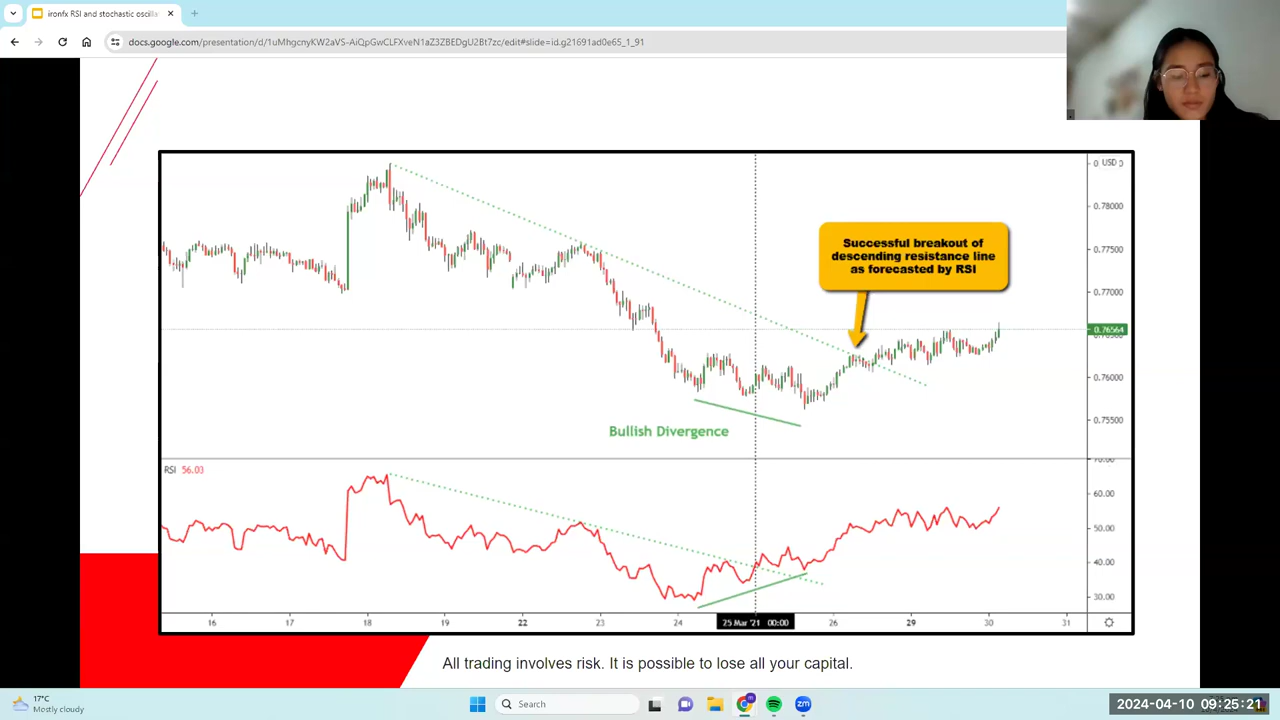 ironfx RSI and stochastic oscilla
docs.google.com/presentation/d/1uMhgcnyKW2aVS-AiQpGwCLFXveN1aZ3ZBEDgU2Bt7zc/edit#slide=id.g21691ad0e65_1_91
USD
0.78000
0.77500
0.77000
0.76564
0.76000
0.75500
Successful breakout of
descending resistance line
as forecasted by RSI
Bullish Divergence
RSI 56.03
70.00
60.00
50.00
40.00
30.00
16 17 18 19 22 23 24 25 Mar '21 00:00 26 29 30 31
All trading involves risk. It is possible to lose all your capital.
17°C
Mostly cloudy
Search
2024-04-10 09:25:21